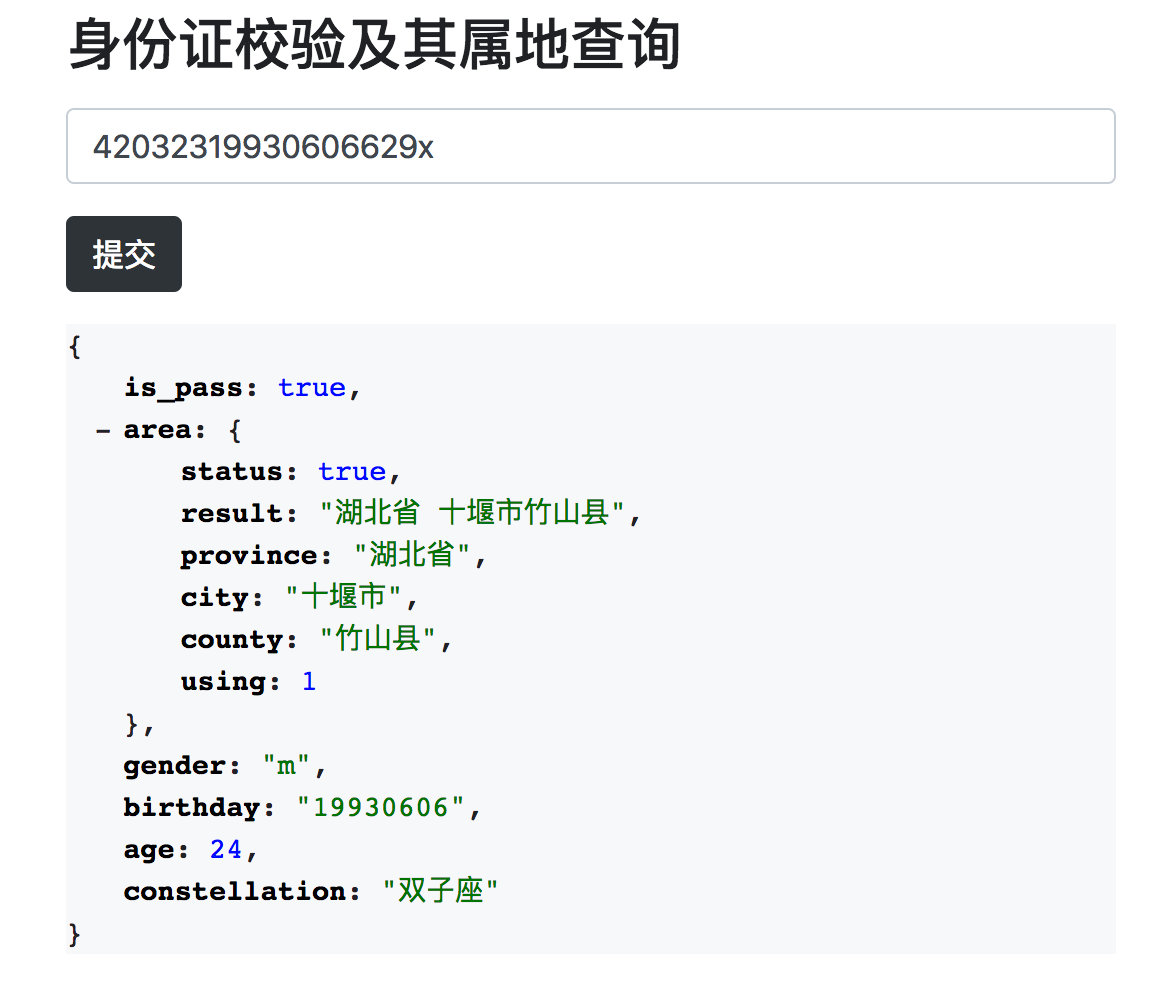 身份证校验及其属地查询
42032319930606629x
提交
{
is_pass: true,
− area: {
status: true,
result: "湖北省 十堰市竹山县",
province: "湖北省",
city: "十堰市",
county: "竹山县",
using: 1
},
gender: "m",
birthday: "19930606",
age: 24,
constellation: "双子座"
}